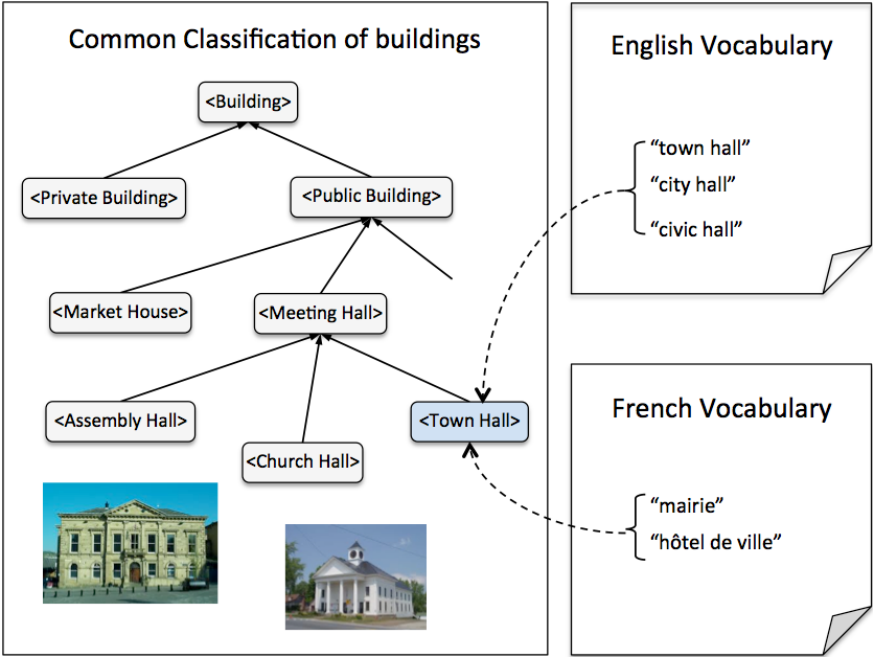 Common Classification of buildings
<Building>
<Private Building>
<Public Building>
<Market House>
<Meeting Hall>
<Assembly Hall>
<Town Hall>
<Church Hall>
English Vocabulary
“town hall”
“city hall”
“civic hall”
French Vocabulary
“mairie”
“hôtel de ville”